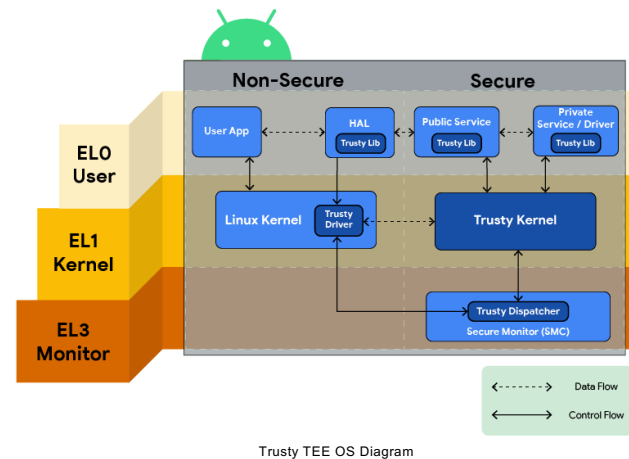 Non-Secure
Secure
EL0
User
User App
HAL
Trusty Lib
Public Service
Trusty Lib
Private
Service / Driver
Trusty Lib
EL1
Kernel
Linux Kernel
Trusty
Driver
Trusty Kernel
EL3
Monitor
Trusty Dispatcher
Secure Monitor (SMC)
Data Flow
Control Flow
Trusty TEE OS Diagram